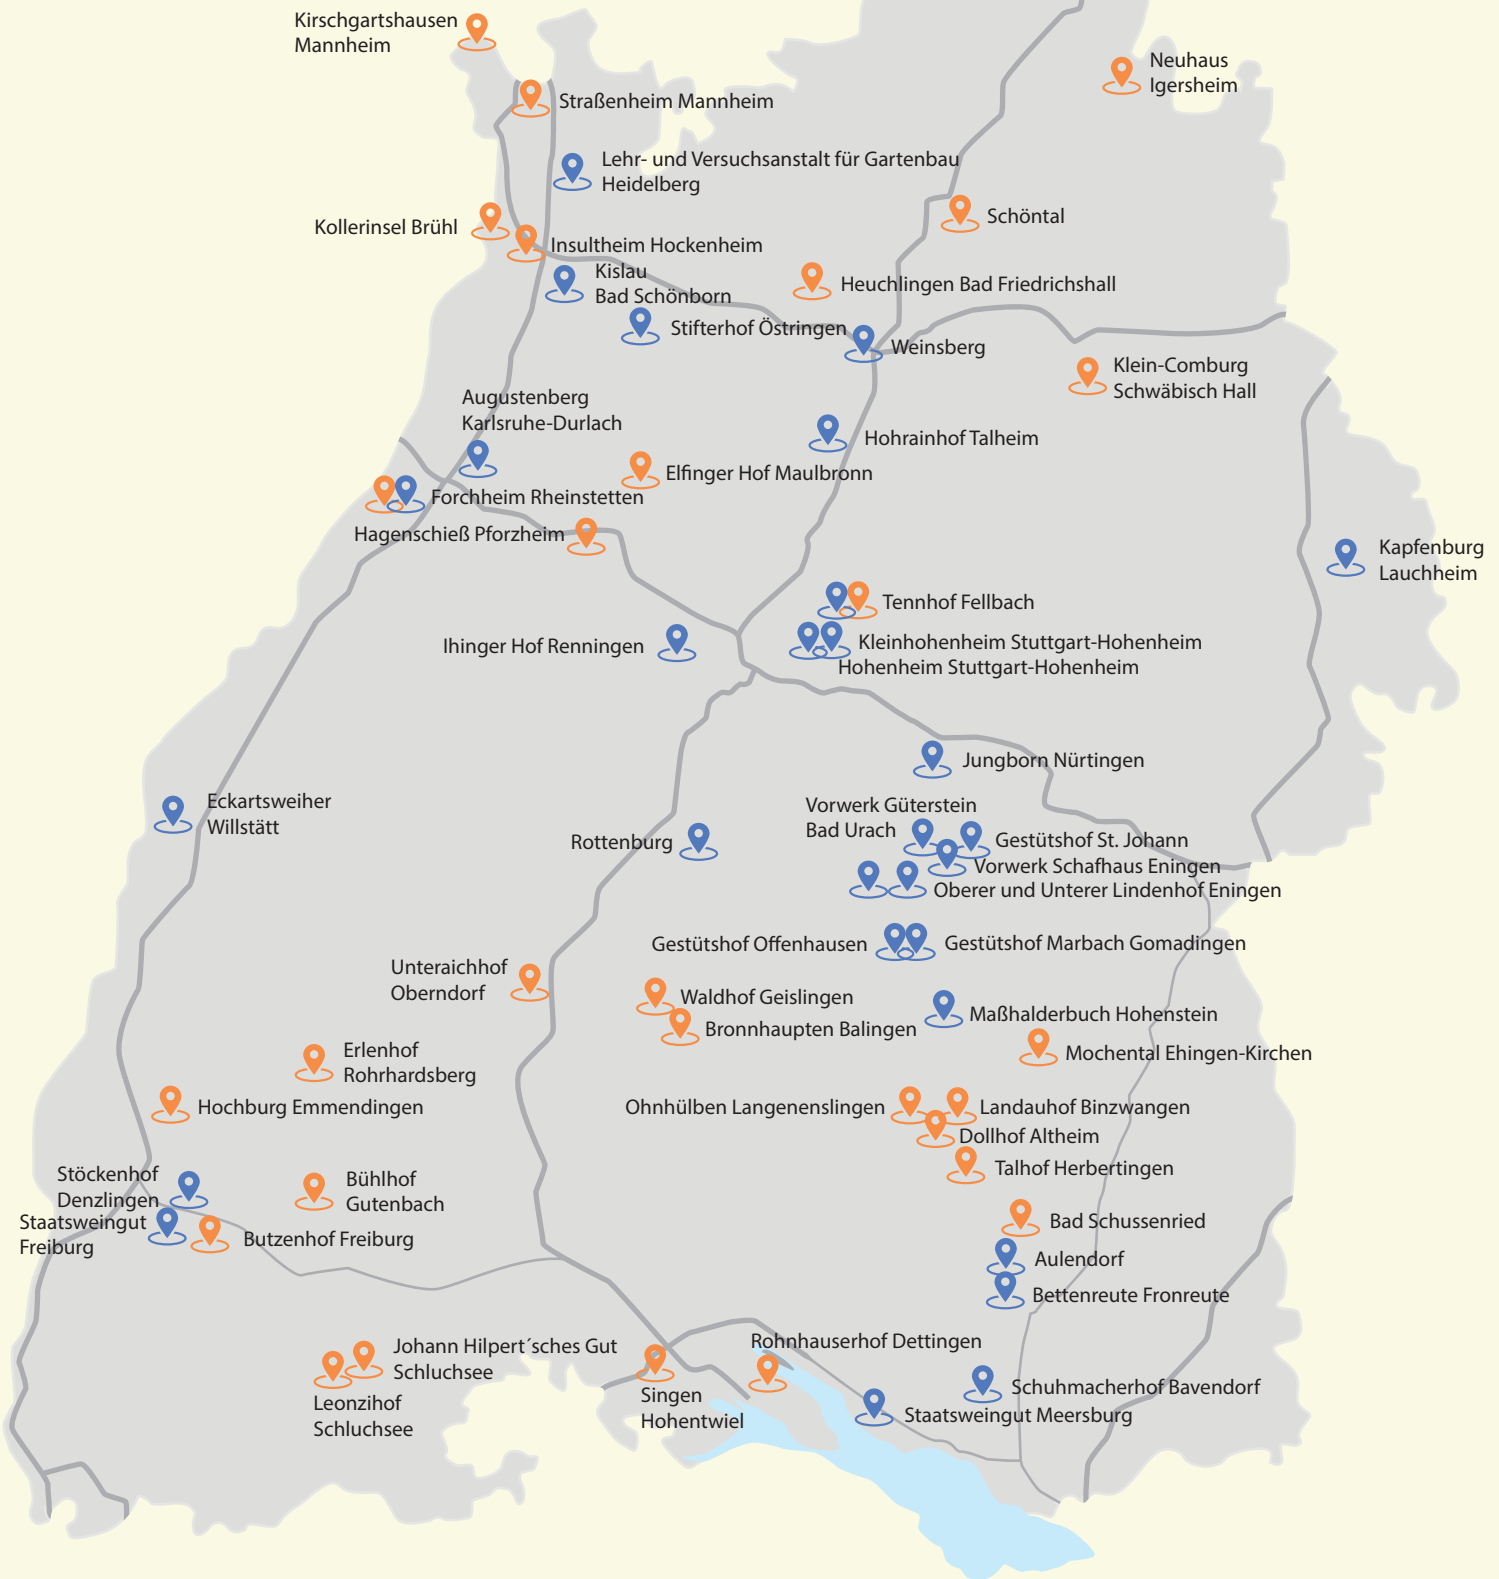 Kirschgartshausen
Mannheim
Neuhaus
Igersheim
Straßenheim Mannheim
Lehr- und Versuchsanstalt für Gartenbau
Heidelberg
Schöntal
Kollerinsel Brühl
Insultheim Hockenheim
Kislau
Bad Schönborn
Heuchlingen Bad Friedrichshall
Stifterhof Östringen
Weinsberg
Klein-Comburg
Schwäbisch Hall
Augustenberg
Karlsruhe-Durlach
Hohrainhof Talheim
Elfinger Hof Maulbronn
Forchheim Rheinstetten
Hagenschieß Pforzheim
Kapfenburg
Lauchheim
Tennhof Fellbach
Ihinger Hof Renningen
Kleinhohenheim Stuttgart-Hohenheim
Hohenheim Stuttgart-Hohenheim
Jungborn Nürtingen
Eckartsweiher
Willstätt
Vorwerk Güterstein
Bad Urach
Rottenburg
Gestütshof St. Johann
Vorwerk Schafhaus Eningen
Oberer und Unterer Lindenhof Eningen
Gestütshof Offenhausen
Gestütshof Marbach Gomadingen
Unteraichhof
Oberndorf
Waldhof Geislingen
Maßhalderbuch Hohenstein
Bronnhaupten Balingen
Erlenhof
Rohrhardsberg
Mochental Ehingen-Kirchen
Hochburg Emmendingen
Ohnhülben Langenenslingen
Landauhof Binzwangen
Dollhof Altheim
Talhof Herbertingen
Stöckenhof
Denzlingen
Bühlhof
Gutenbach
Staatsweingut
Freiburg
Butzenhof Freiburg
Bad Schussenried
Aulendorf
Bettenreute Fronreute
Johann Hilpert´sches Gut
Schluchsee
Rohnhauserhof Dettingen
Leonzihof
Schluchsee
Singen
Hohentwiel
Schuhmacherhof Bavendorf
Staatsweingut Meersburg